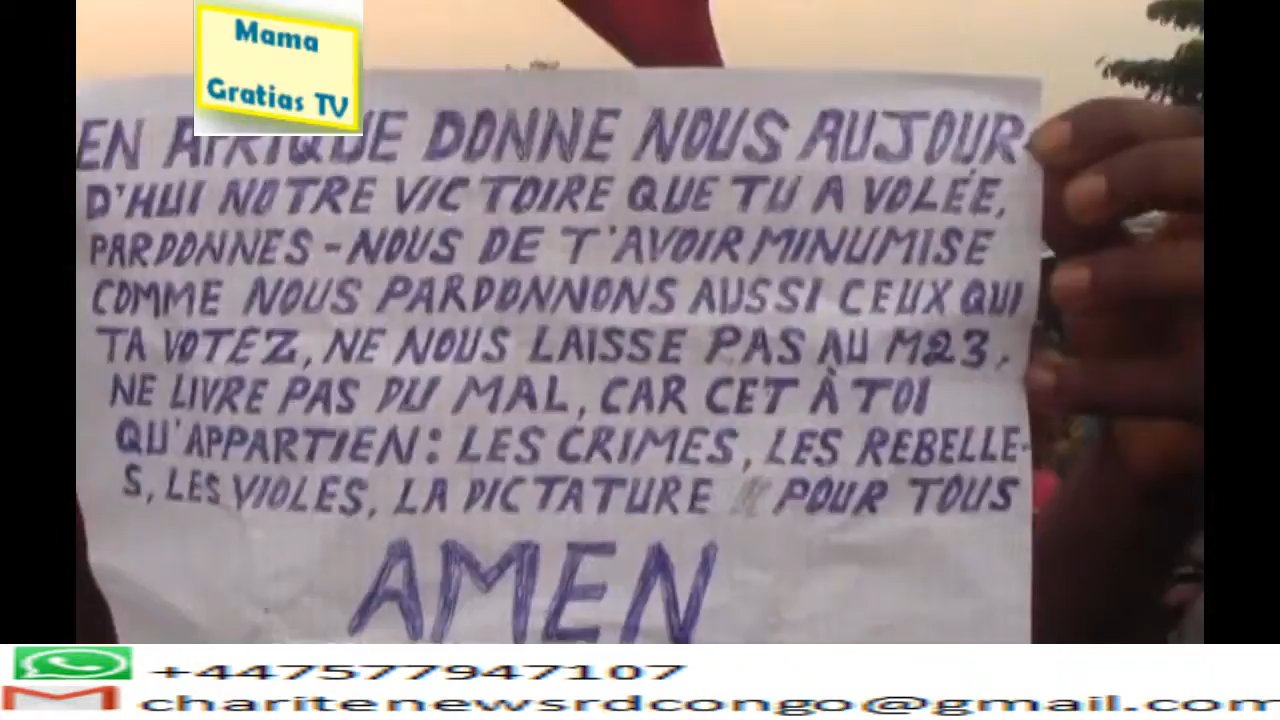 Mama
Gratias TV
EN AFRIQUE DONNE NOUS AUJOUR-
D'HUI NOTRE VICTOIRE QUE TU A VOLÉE,
PARDONNES-NOUS DE T'AVOIR MINUMISE
COMME NOUS PARDONNONS AUSSI CEUX QUI
TA VOTEZ, NE NOUS LAISSE PAS AU M23,
NE LIVRE PAS DU MAL, CAR CET À TOI
QU'APPARTIEN: LES CRIMES, LES REBELLE-
S, LES VIOLES, LA DICTATURE POUR TOUS
AMEN
+447577947107
charitenewsrdcongo@gmail.com